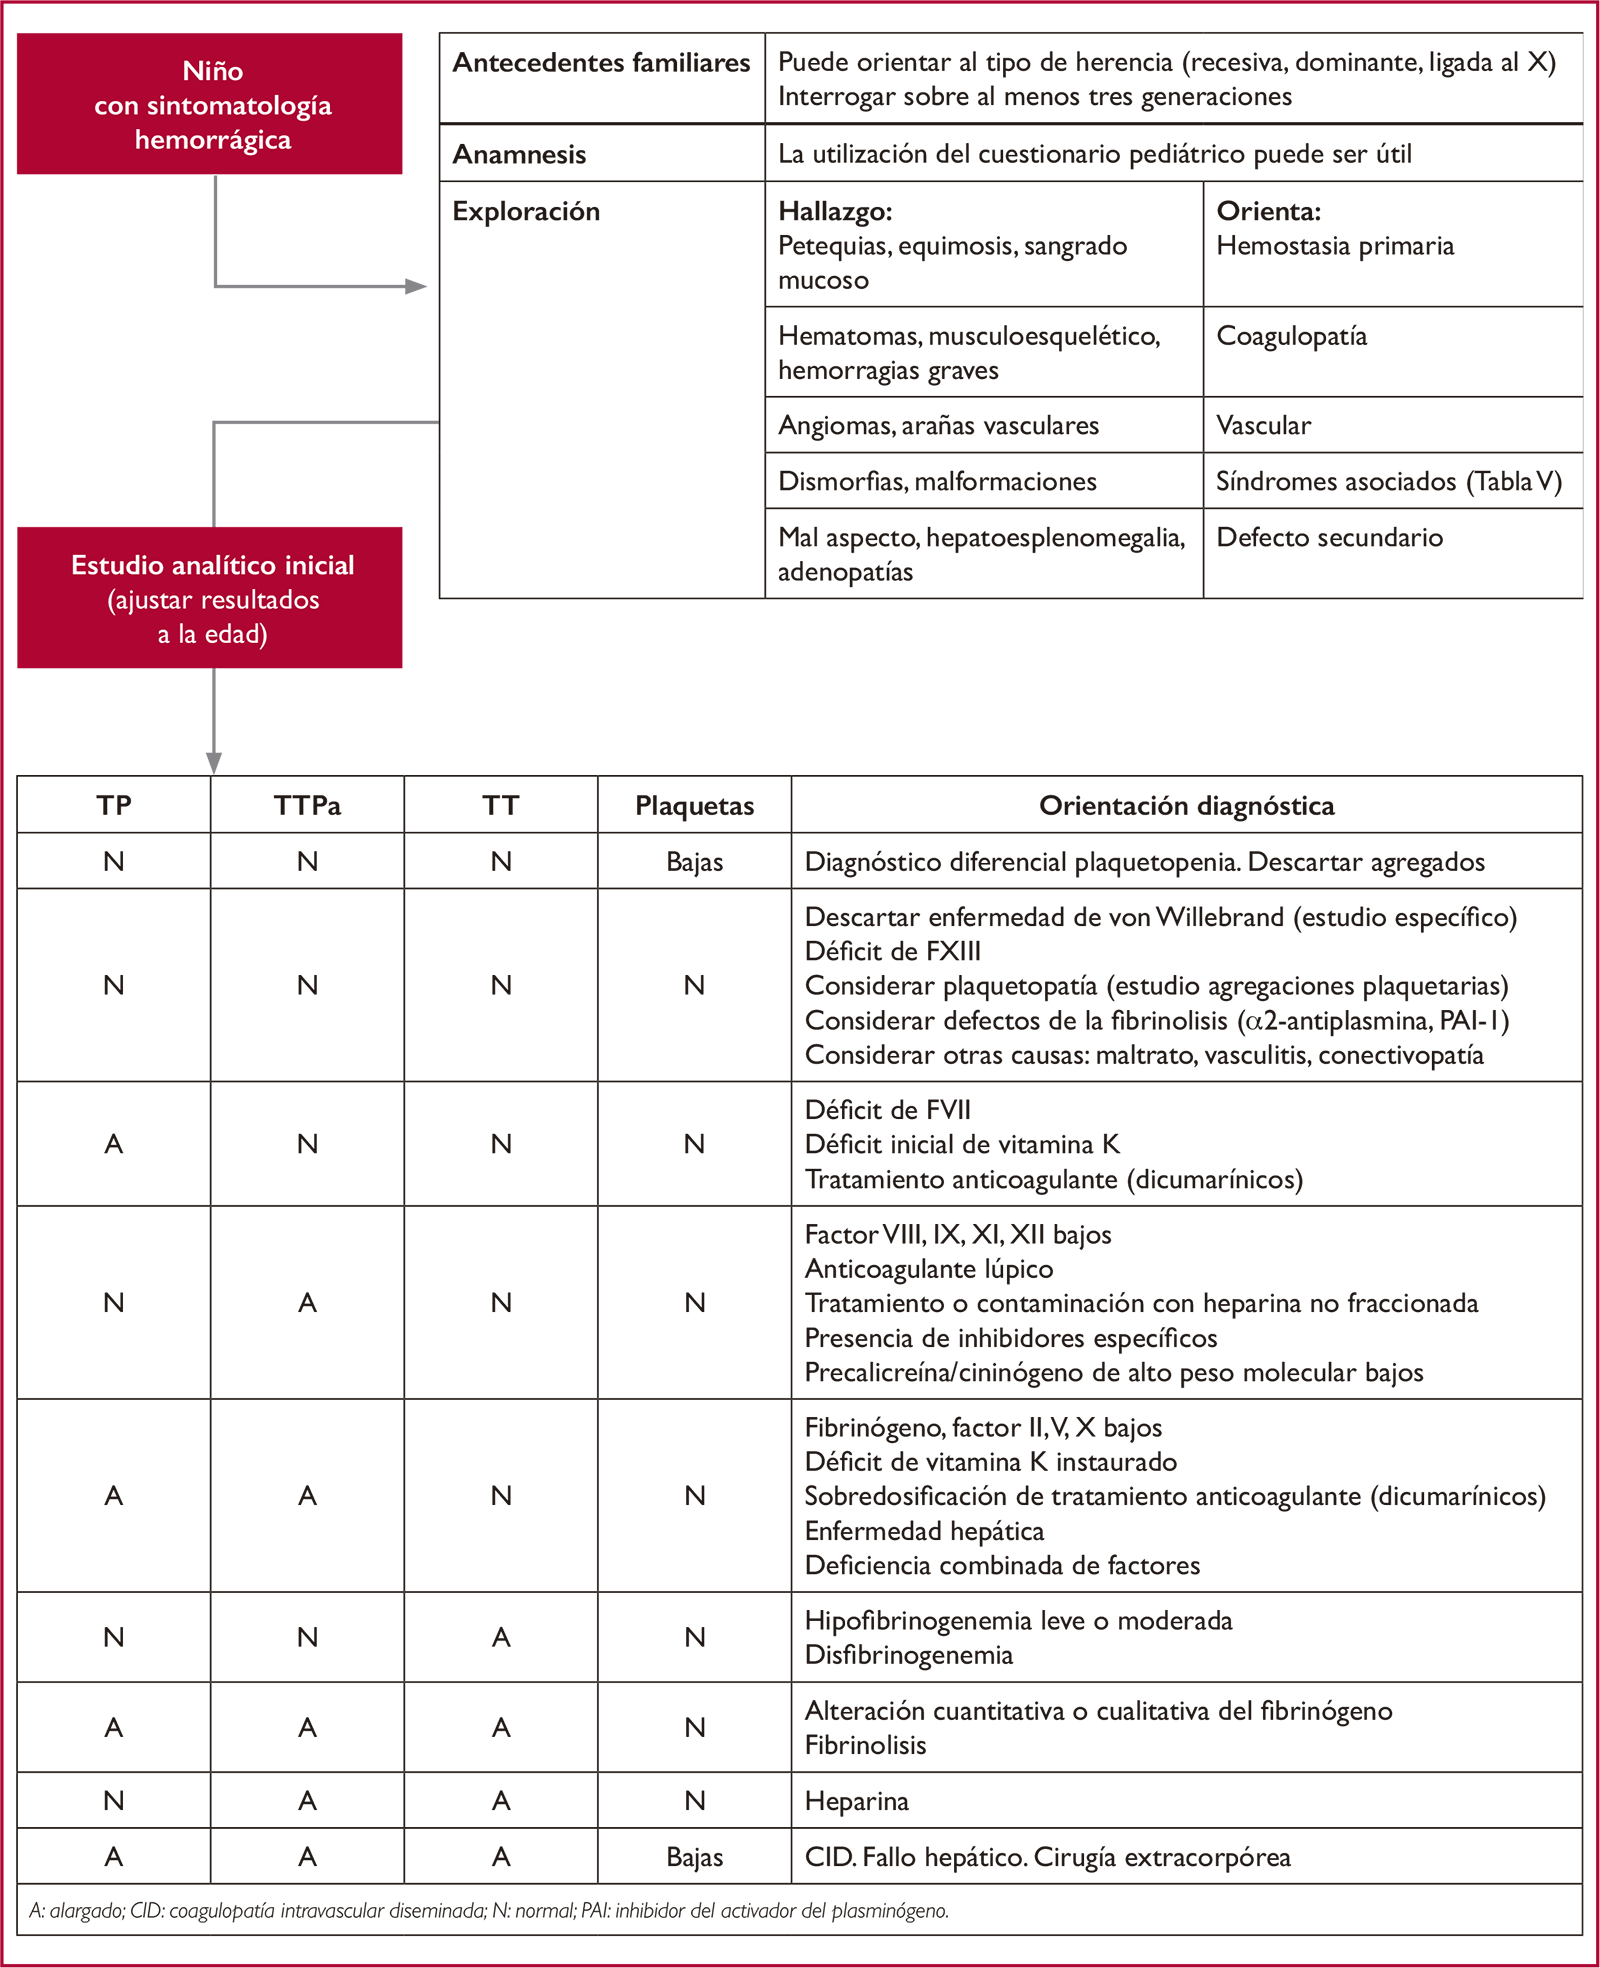 Niño
con sintomatología
hemorrágica
Antecedentes familiares
Puede orientar al tipo de herencia (recesiva, dominante, ligada al X)
Interrogar sobre al menos tres generaciones
Anamnesis
La utilización del cuestionario pediátrico puede ser útil
Exploración
Hallazgo:
Petequias, equimosis, sangrado
mucoso
Orienta:
Hemostasia primaria
Hematomas, musculoesquelético,
hemorragias graves
Coagulopatía
Angiomas, arañas vasculares
Vascular
Dismorfias, malformaciones
Síndromes asociados (Tabla V)
Mal aspecto, hepatoesplenomegalia,
adenopatías
Defecto secundario
Estudio analítico inicial
(ajustar resultados
a la edad)
TP TTPa TT Plaquetas Orientación diagnóstica
N N N Bajas Diagnóstico diferencial plaquetopenia. Descartar agregados
N N N N
Descartar enfermedad de von Willebrand (estudio específico)
Déficit de FXIII
Considerar plaquetopatía (estudio agregaciones plaquetarias)
Considerar defectos de la fibrinolisis (α2-antiplasmina, PAI-1)
Considerar otras causas: maltrato, vasculitis, conectivopatía
A N N N
Déficit de FVII
Déficit inicial de vitamina K
Tratamiento anticoagulante (dicumarínicos)
N A N N
Factor VIII, IX, XI, XII bajos
Anticoagulante lúpico
Tratamiento o contaminación con heparina no fraccionada
Presencia de inhibidores específicos
Precalicreína/cininógeno de alto peso molecular bajos
A A N N
Fibrinógeno, factor II, V, X bajos
Déficit de vitamina K instaurado
Sobredosificación de tratamiento anticoagulante (dicumarínicos)
Enfermedad hepática
Deficiencia combinada de factores
N N A N
Hipofibrinogenemia leve o moderada
Disfibrinogenemia
A A A N
Alteración cuantitativa o cualitativa del fibrinógeno
Fibrinolisis
N A A N Heparina
A A A Bajas CID. Fallo hepático. Cirugía extracorpórea
A: alargado; CID: coagulopatía intravascular diseminada; N: normal; PAI: inhibidor del activador del plasminógeno.